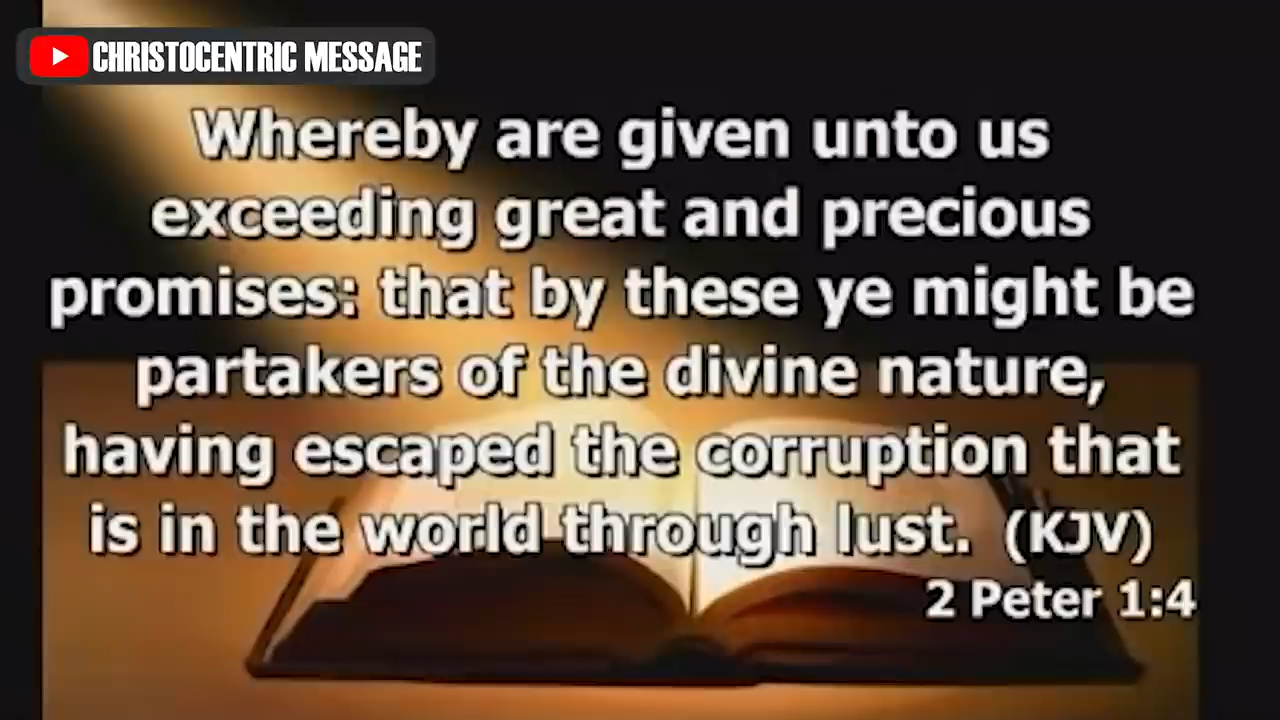 CHRISTOCENTRIC MESSAGE
Whereby are given unto us
exceeding great and precious
promises: that by these ye might be
partakers of the divine nature,
having escaped the corruption that
is in the world through lust. (KJV)
2 Peter 1:4